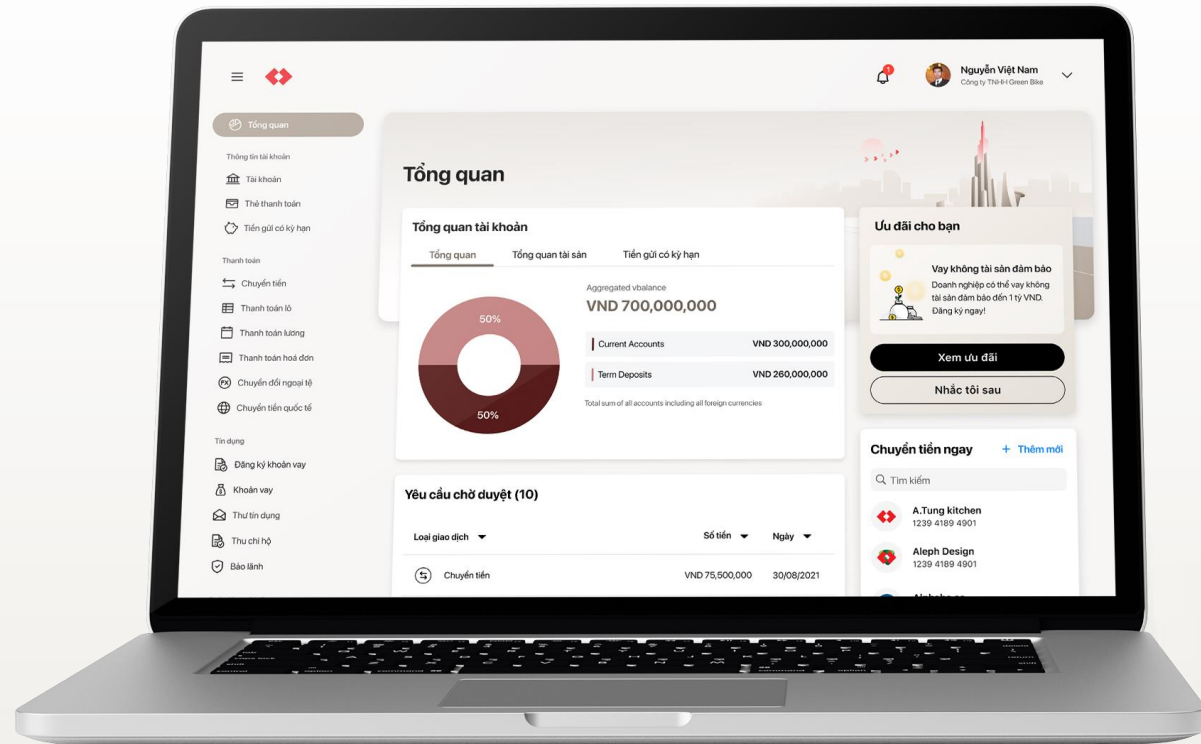 1
Nguyễn Việt Nam
Công ty TNHH Green Bike
Tổng quan
Thông tin tài khoản
Tài khoản
Thẻ thanh toán
Tiền gửi có kỳ hạn
Thanh toán
Chuyển tiền
Thanh toán lô
Thanh toán lương
Thanh toán hoá đơn
FX
Chuyển đổi ngoại tệ
Chuyển tiền quốc tế
Tín dụng
Đăng ký khoản vay
Khoản vay
Thư tín dụng
Thu chi hộ
Bảo lãnh
Tổng quan
Tổng quan tài khoản
Tổng quan Tổng quan tài sản Tiền gửi có kỳ hạn
50%
50%
Aggregated vbalance
VND 700,000,000
Current Accounts VND 300,000,000
Term Deposits VND 260,000,000
Total sum of all accounts including all foreign currencies
Yêu cầu chờ duyệt (10)
Loại giao dịch Số tiền Ngày
Chuyển tiền VND 75,500,000 30/08/2021
Ưu đãi cho bạn
Vay không tài sản đảm bảo
Doanh nghiệp có thể vay không
tài sản đảm bảo đến 1 tỷ VND.
Đăng ký ngay!
Xem ưu đãi
Nhắc tôi sau
Chuyển tiền ngay + Thêm mới
Tìm kiếm
A.Tung kitchen
1239 4189 4901
Aleph Design
1239 4189 4901